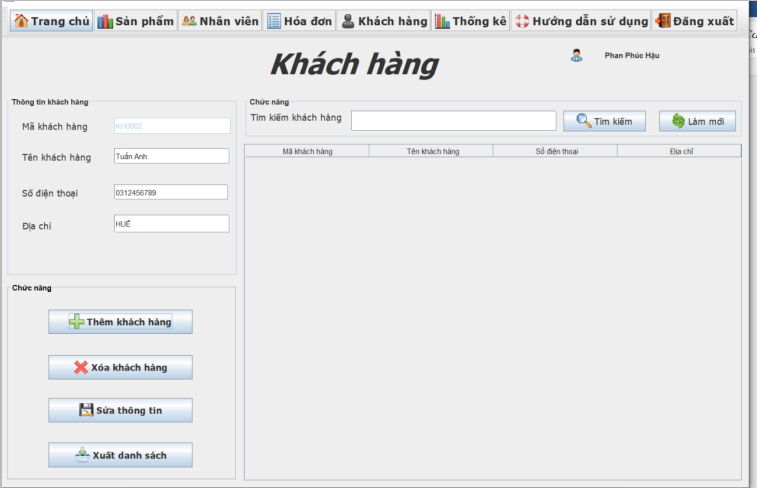 Trang chủ Sản phẩm Nhân viên Hóa đơn Khách hàng Thống kê Hướng dẫn sử dụng Đăng xuất
Khách hàng
Phan Phúc Hậu
Thông tin khách hàng
Mã khách hàng KH0002
Tên khách hàng Tuấn Anh
Số điện thoại 0312456789
Địa chỉ HUẾ
Chức năng
Tìm kiếm khách hàng Tìm kiếm Làm mới
Mã khách hàng Tên khách hàng Số điện thoại Địa chỉ
Chức năng
Thêm khách hàng
Xóa khách hàng
Sửa thông tin
Xuất danh sách